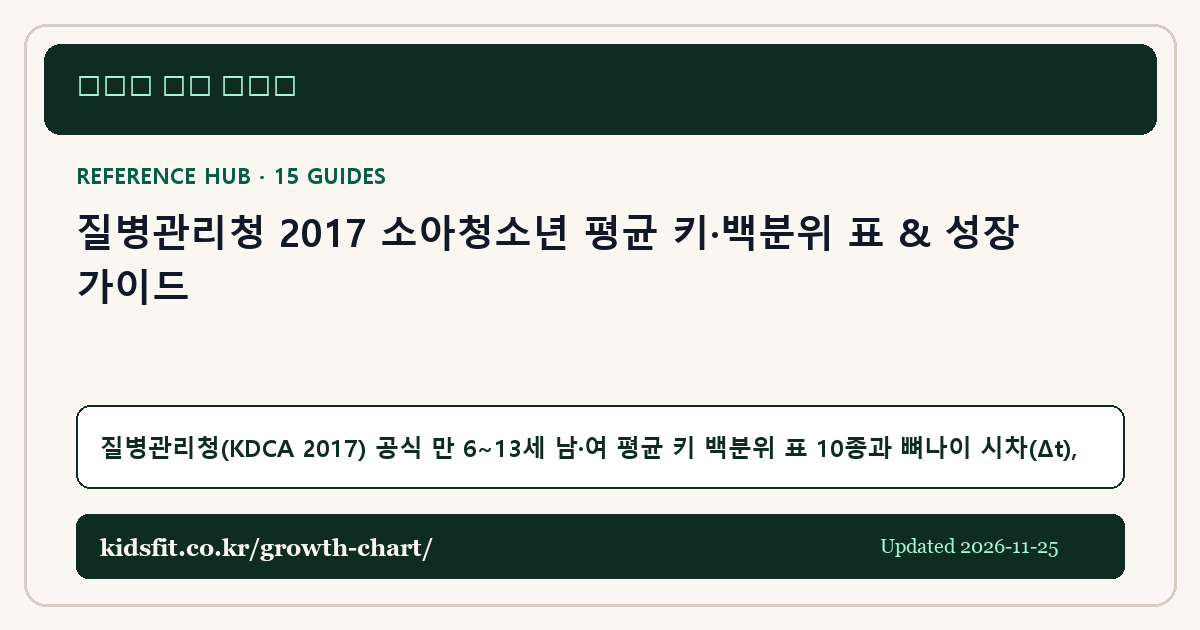 REFERENCE HUB · 15 GUIDES
질병관리청 2017 소아청소년 평균 키·백분위 표 & 성장
가이드
질병관리청(KDCA 2017) 공식 만 6~13세 남·여 평균 키 백분위 표 10종과 뼈나이 시차(Δt),
kidsfit.co.kr/growth-chart/
Updated 2026-11-25